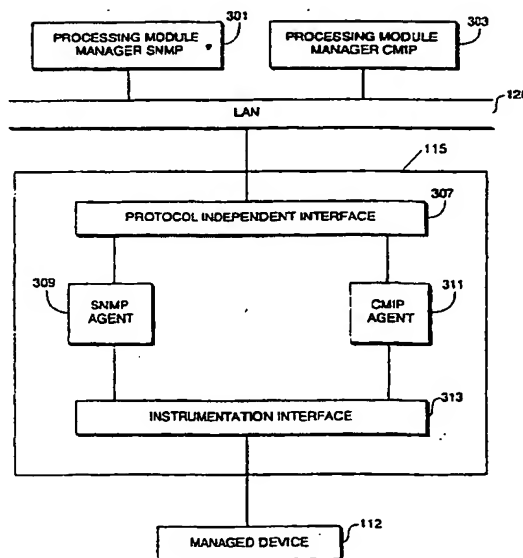 PROCESSING MODULE
MANAGER SNMP
301
PROCESSING MODULE
MANAGER CMIP
303
LAN
120
115
PROTOCOL INDEPENDENT INTERFACE
307
309
SNMP
AGENT
CMIP
AGENT
311
INSTRUMENTATION INTERFACE
313
MANAGED DEVICE
112